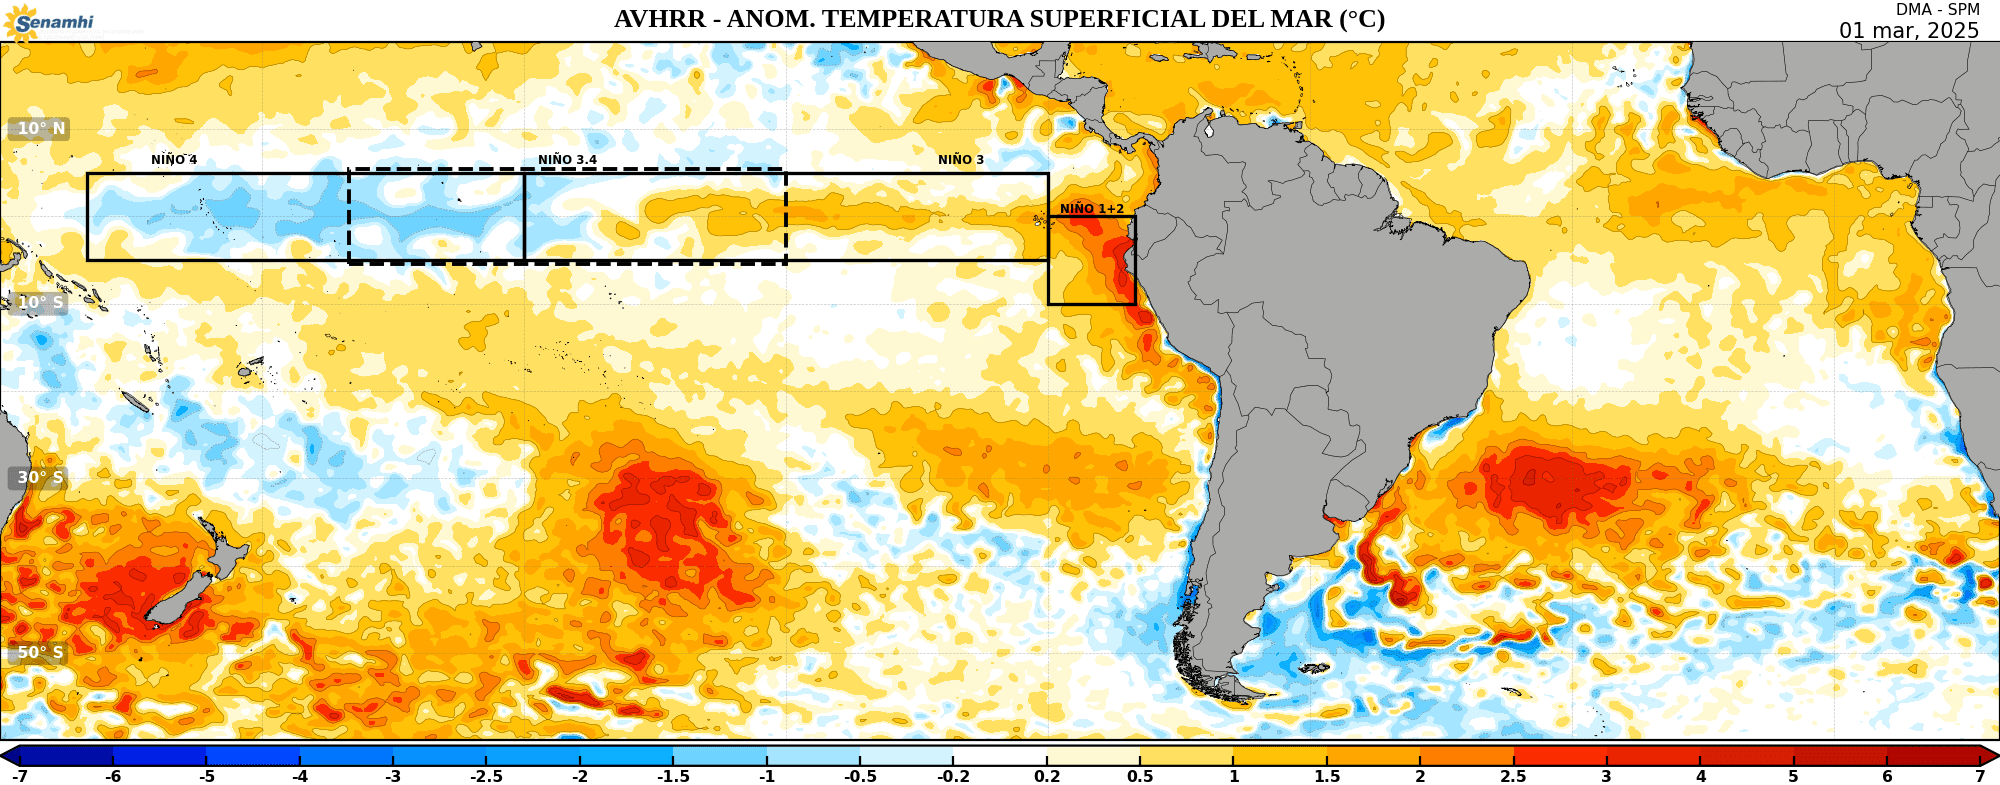 Senamhi
AVHRR - ANOM. TEMPERATURA SUPERFICIAL DEL MAR (°C)
DMA - SPM
01 mar, 2025
10° N
NIÑO 4
NIÑO 3.4
NIÑO 3
NIÑO 1+2
10° S
30° S
50° S
-7 -6 -5 -4 -3 -2.5 -2 -1.5 -1 -0.5 -0.2 0.2 0.5 1 1.5 2 2.5 3 4 5 6 7